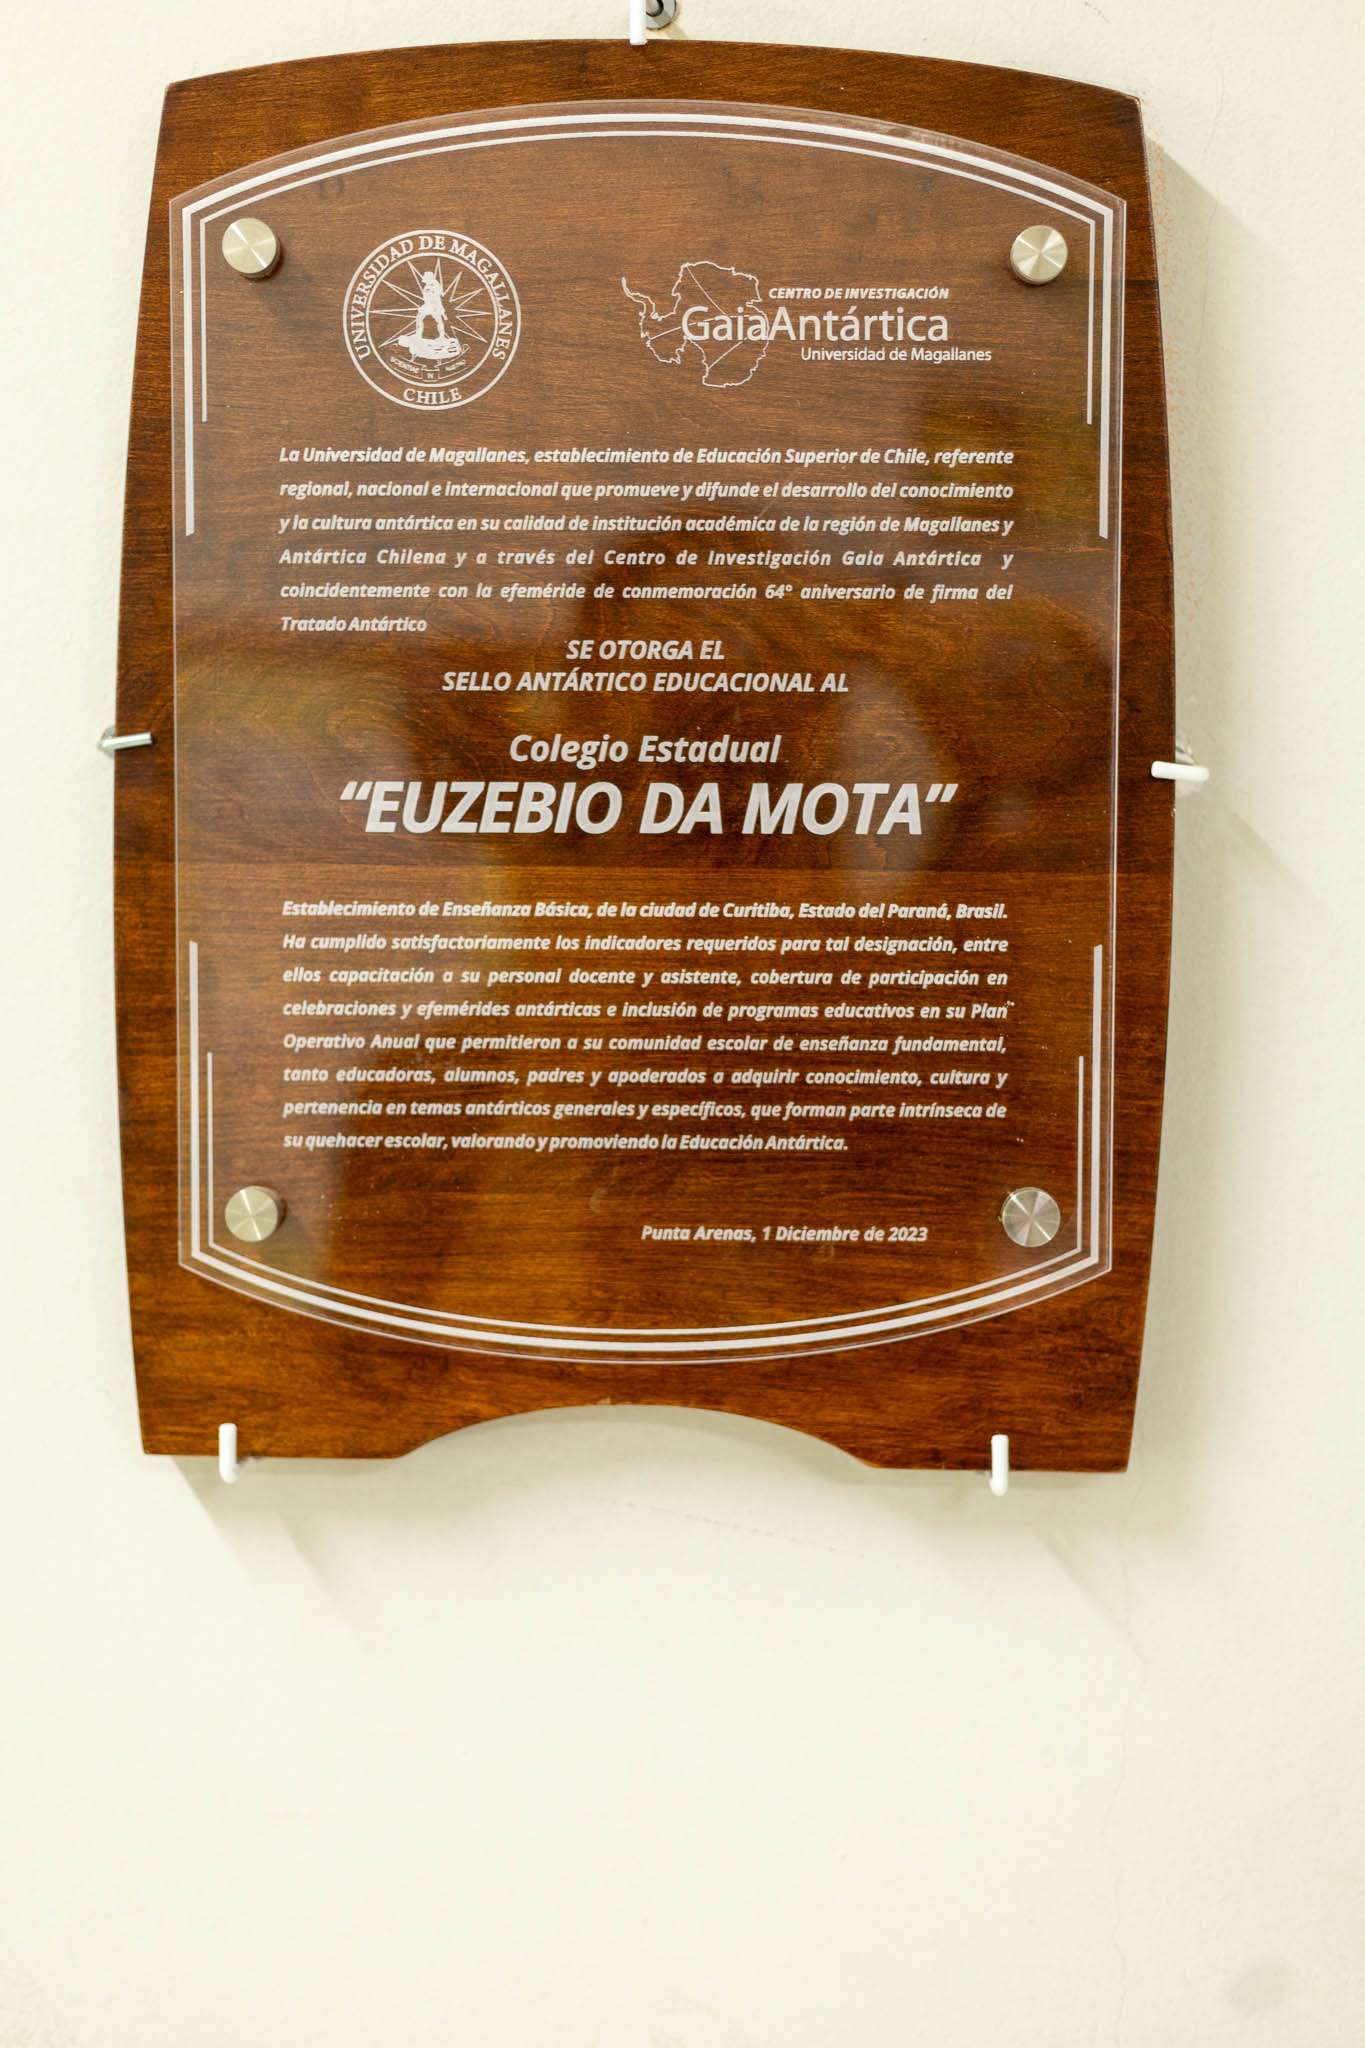 UNIVERSIDAD DE MAGALLANES
CHILE
CENTRO DE INVESTIGACIÓN
GaiaAntártica
Universidad de Magallanes
La Universidad de Magallanes, establecimiento de Educación Superior de Chile, referente
regional, nacional e internacional que promueve y difunde el desarrollo del conocimiento
y la cultura antártica en su calidad de institución académica de la región de Magallanes y
Antártica Chilena y a través del Centro de Investigación Gaia Antártica y
coincidentemente con la efeméride de conmemoración 64° aniversario de firma del
Tratado Antártico
SE OTORGA EL
SELLO ANTÁRTICO EDUCACIONAL AL
Colegio Estadual
“EUZEBIO DA MOTA”
Establecimiento de Enseñanza Básica, de la ciudad de Curitiba, Estado del Paraná, Brasil.
Ha cumplido satisfactoriamente los indicadores requeridos para tal designación, entre
ellos capacitación a su personal docente y asistente, cobertura de participación en
celebraciones y efemérides antárticas e inclusión de programas educativos en su Plan
Operativo Anual que permitieron a su comunidad escolar de enseñanza fundamental,
tanto educadoras, alumnos, padres y apoderados a adquirir conocimiento, cultura y
pertenencia en temas antárticos generales y específicos, que forman parte intrínseca de
su quehacer escolar, valorando y promoviendo la Educación Antártica.
Punta Arenas, 1 Diciembre de 2023